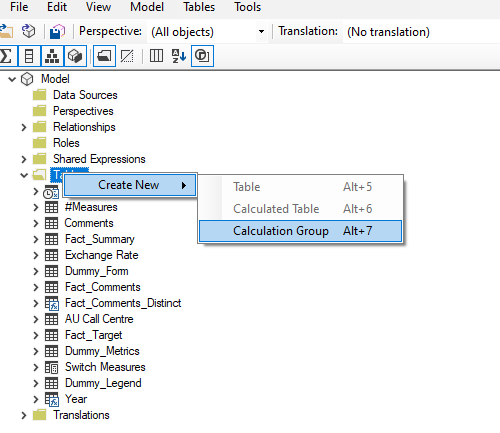 File Edit View Model Tables Tools
Perspective: (All objects) Translation: (No translation)
Model
Data Sources
Perspectives
Relationships
Roles
Shared Expressions
Create New
Table Alt+5
#Measures
Calculated Table Alt+6
Comments
Calculation Group Alt+7
Fact_Summary
Exchange Rate
Dummy_Form
Fact_Comments
Fact_Comments_Distinct
AU Call Centre
Fact_Target
Dummy_Metrics
Switch Measures
Dummy_Legend
Year
Translations